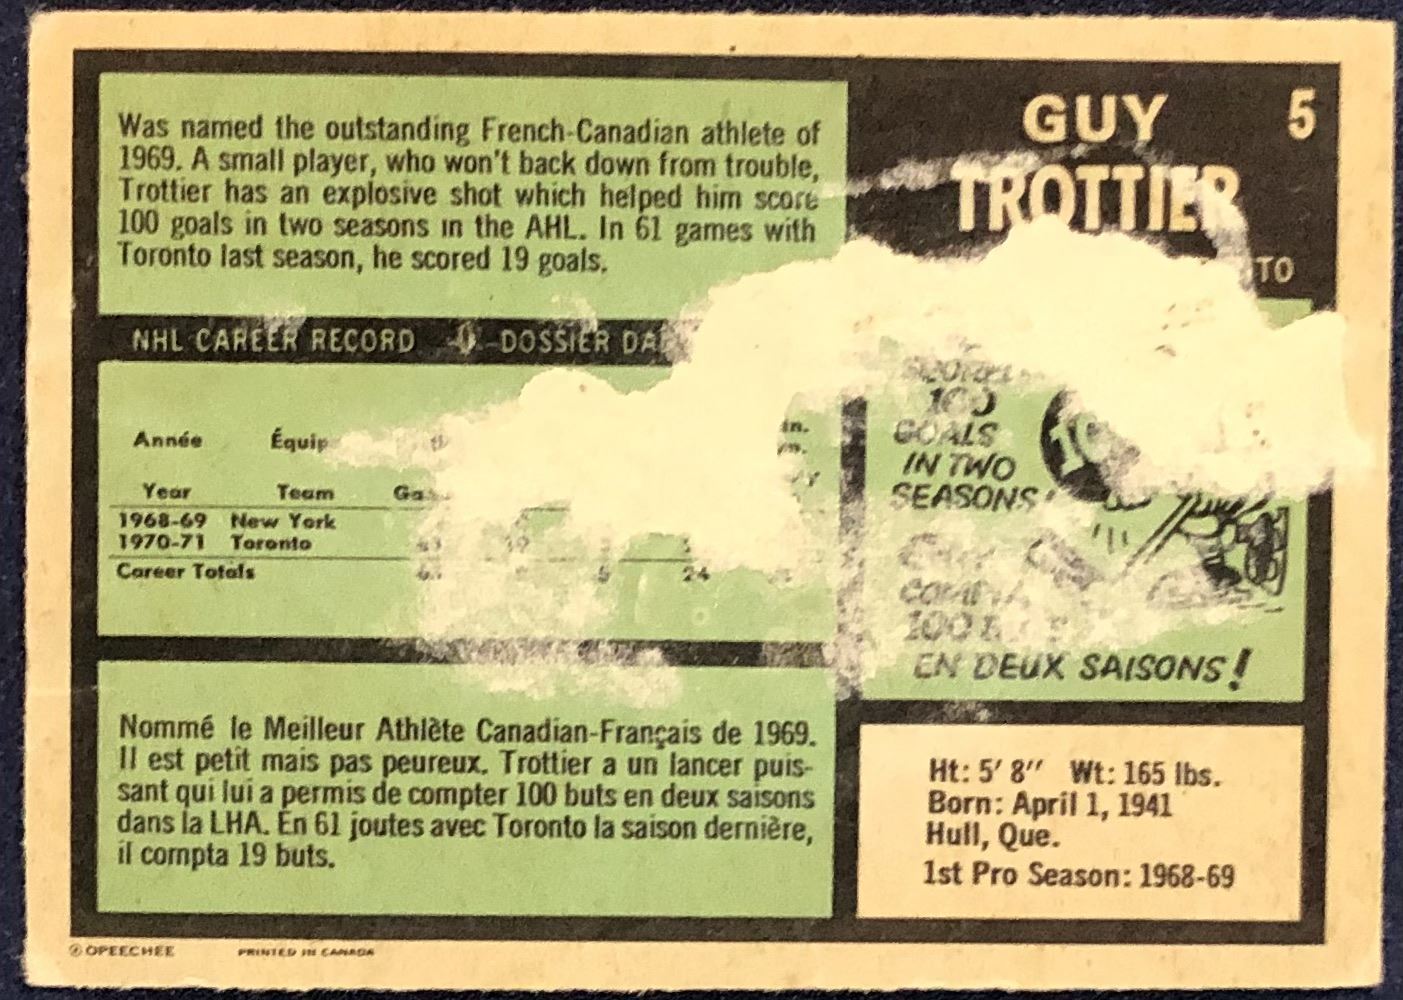 GUY 5
TROTTIER
TO
Was named the outstanding French-Canadian athlete of
1969. A small player, who won't back down from trouble,
Trottier has an explosive shot which helped him score
100 goals in two seasons in the AHL. In 61 games with
Toronto last season, he scored 19 goals.
NHL CAREER RECORD DOSSIER
Année
Year Team
1968-69 New York
1970-71 Toronto 19
Career Totals 24
100
GOALS
IN TWO
SEASONS
100
EN DEUX SAISONS!
Nommé le Meilleur Athlète Canadian-Français de 1969.
Il est petit mais pas peureux. Trottier a un lancer puis-
sant qui lui a permis de compter 100 buts en deux saisons
dans la LHA. En 61 joutes avec Toronto la saison dernière,
il compta 19 buts.
Ht: 5' 8" Wt: 165 lbs.
Born: April 1, 1941
Hull, Que.
1st Pro Season: 1968-69
OPEECHEE PRINTED IN CANADA